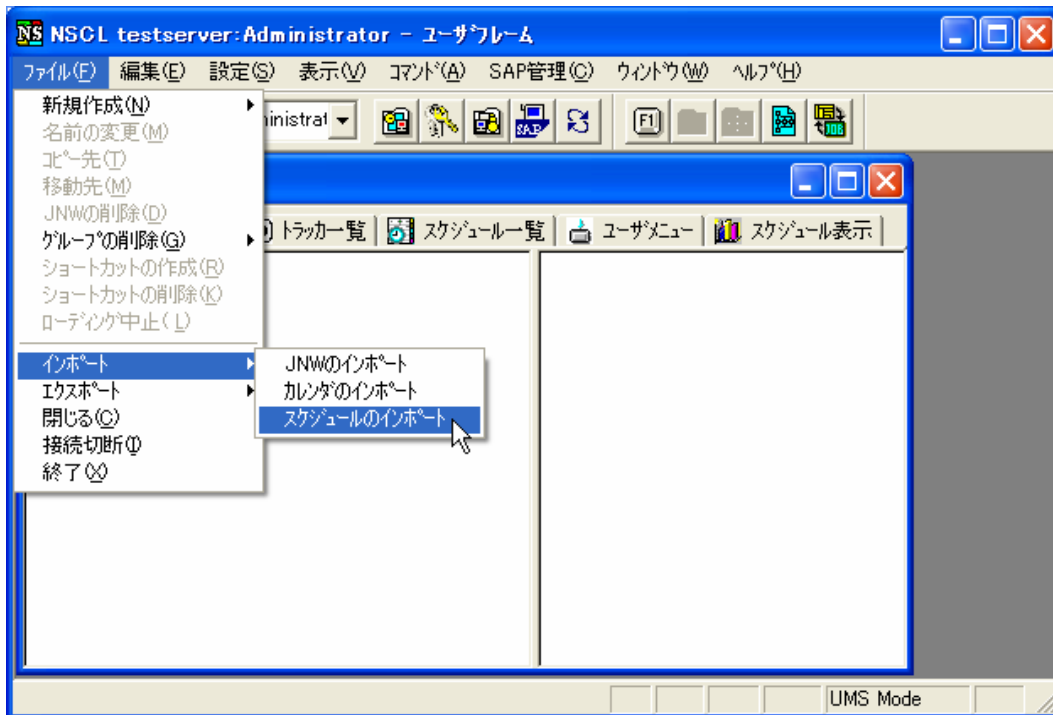 NS NSCL testserver:Administrator - ユーザフレーム
ファイル(F) 編集(E) 設定(S) 表示(V) コマンド(A) SAP管理(C) ウィンドウ(W) ヘルプ(H)
新規作成(N)
名前の変更(M)
コピー先(T)
移動先(M)
JNWの削除(D)
グループの削除(G)
ショートカットの作成(R)
ショートカットの削除(K)
ローディング中止(L)
インポート
エクスポート
閉じる(C)
接続切断(I)
終了(X)
JNWのインポート
カレンダのインポート
スケジュールのインポート
inistrat
SAP
F1
JOB
トラッカ一覧 スケジュール一覧 ユーザメニュー スケジュール表示
UMS Mode